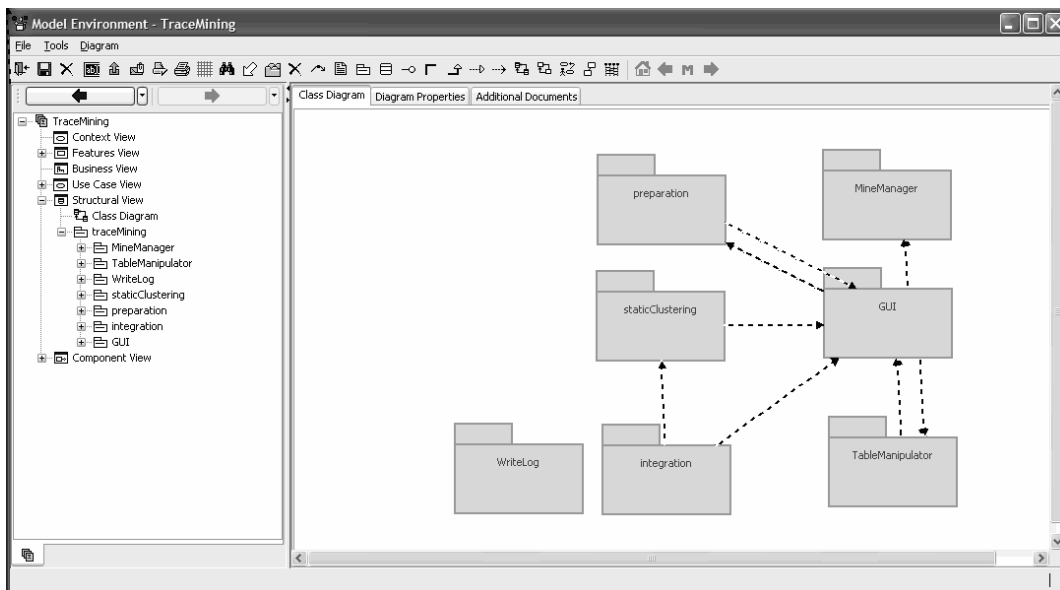 Model Environment - TraceMining
File Tools Diagram
Class Diagram Diagram Properties Additional Documents
TraceMining
Context View
Features View
Business View
Use Case View
Structural View
Class Diagram
traceMining
MineManager
TableManipulator
WriteLog
staticClustering
preparation
integration
GUI
Component View
preparation
MineManager
staticClustering
GUI
WriteLog
integration
TableManipulator